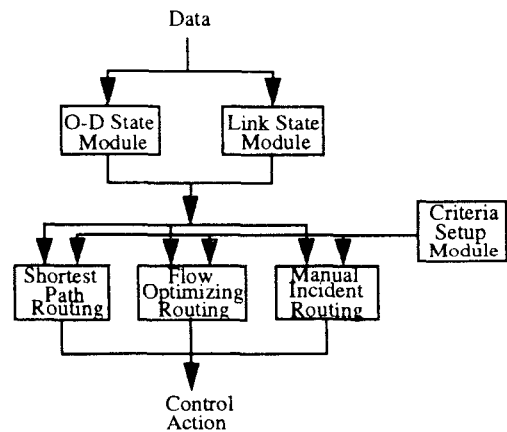 Data
O-D State
Module
Link State
Module
Criteria
Setup
Module
Shortest
Path
Routing
Flow
Optimizing
Routing
Manual
Incident
Routing
Control
Action